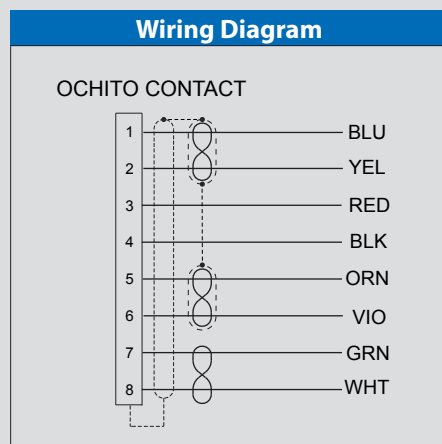 Wiring Diagram
OCHITO CONTACT
1 BLU
2 YEL
3 RED
4 BLK
5 ORN
6 VIO
7 GRN
8 WHT